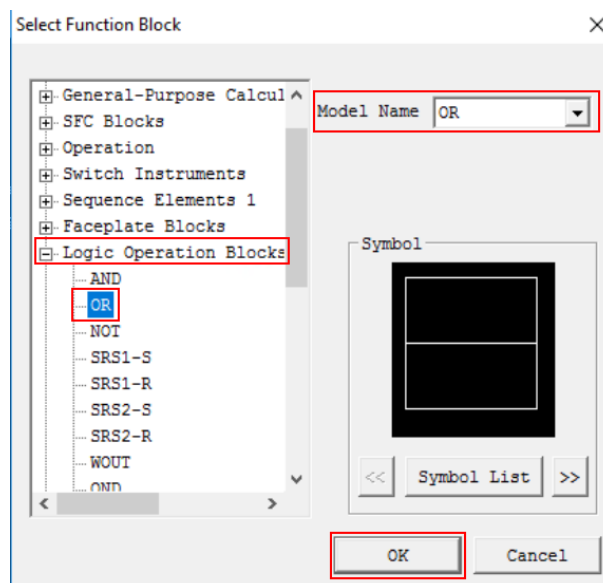 Select Function Block
General-Purpose Calcul
SFC Blocks
Operation
Switch Instruments
Sequence Elements 1
Faceplate Blocks
Logic Operation Blocks
AND
OR
NOT
SRS1-S
SRS1-R
SRS2-S
SRS2-R
WOUT
OND
Model Name OR
Symbol
<< Symbol List >>
OK Cancel